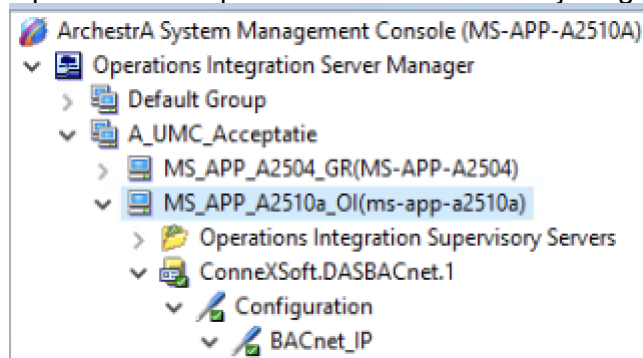 ArchestrA System Management Console (MS-APP-A2510A)
Operations Integration Server Manager
Default Group
A_UMC_Acceptatie
MS_APP_A2504_GR(MS-APP-A2504)
MS_APP_A2510a_OI(ms-app-a2510a)
Operations Integration Supervisory Servers
ConneXSoft.DASBACnet.1
Configuration
BACnet_IP